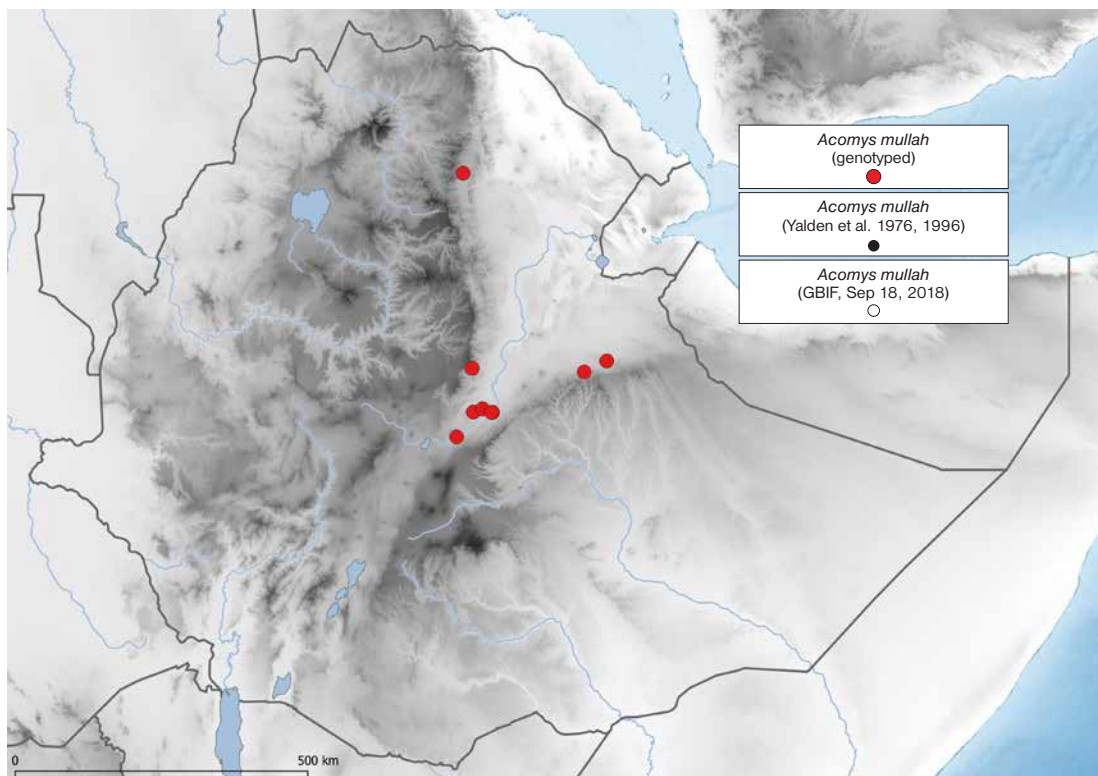 Acomys mullah
(genotyped)
Acomys mullah
(Yalden et al. 1976, 1996)
Acomys mullah
(GBIF, Sep 18, 2018)
0
500 km